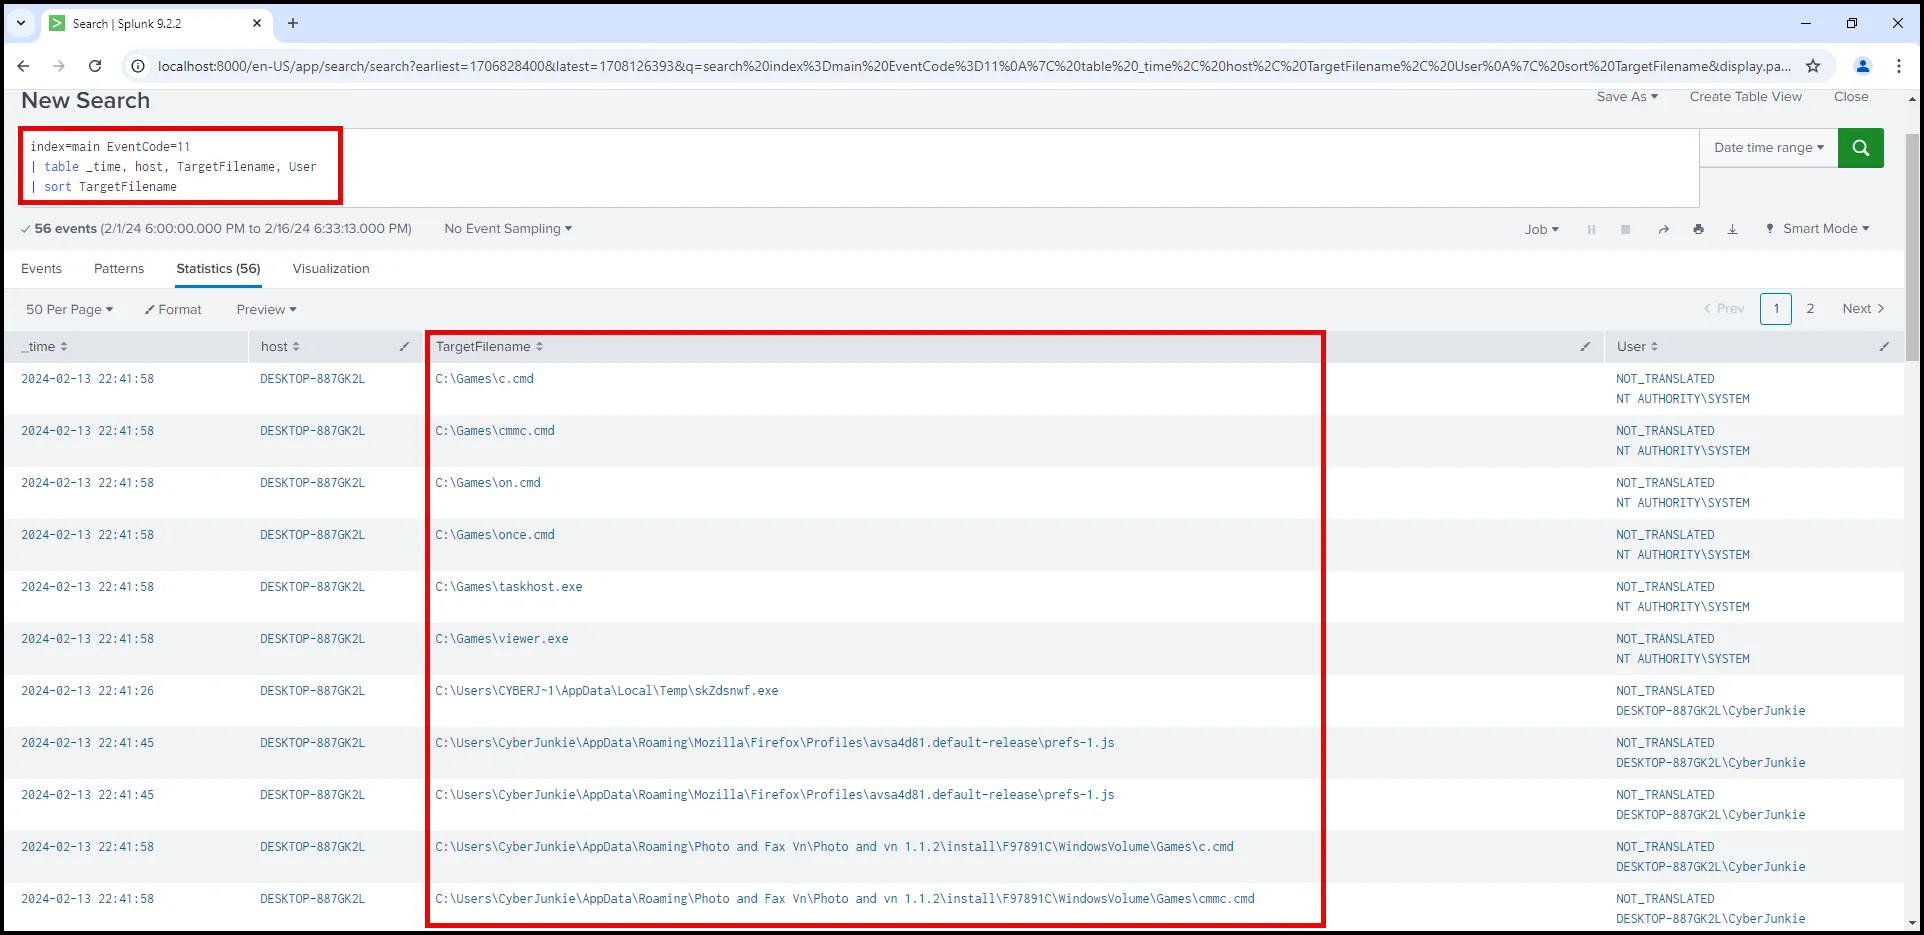 Search | Splunk 9.2.2
localhost:8000/en-US/app/search/search?earliest=1706828400&latest=1708126393&q=search%20index%3Dmain%20EventCode%3D11%0A%7C%20table%20_time%2C%20host%2C%20TargetFilename%2C%20User%0A%7C%20sort%20TargetFilename&display.pa...
New Search
Save As
Create Table View
Close
index=main EventCode=11
| table _time, host, TargetFilename, User
| sort TargetFilename
Date time range
56 events (2/1/24 6:00:00.000 PM to 2/16/24 6:33:13.000 PM)
No Event Sampling
Job
Smart Mode
Events
Patterns
Statistics (56)
Visualization
50 Per Page
Format
Preview
Prev
1
2
Next
_time
host
TargetFilename
User
2024-02-13 22:41:58 DESKTOP-887GK2L C:\Games\c.cmd NOT_TRANSLATED
NT AUTHORITY\SYSTEM
2024-02-13 22:41:58 DESKTOP-887GK2L C:\Games\cmmc.cmd NOT_TRANSLATED
NT AUTHORITY\SYSTEM
2024-02-13 22:41:58 DESKTOP-887GK2L C:\Games\on.cmd NOT_TRANSLATED
NT AUTHORITY\SYSTEM
2024-02-13 22:41:58 DESKTOP-887GK2L C:\Games\once.cmd NOT_TRANSLATED
NT AUTHORITY\SYSTEM
2024-02-13 22:41:58 DESKTOP-887GK2L C:\Games\taskhost.exe NOT_TRANSLATED
NT AUTHORITY\SYSTEM
2024-02-13 22:41:58 DESKTOP-887GK2L C:\Games\viewer.exe NOT_TRANSLATED
NT AUTHORITY\SYSTEM
2024-02-13 22:41:26 DESKTOP-887GK2L C:\Users\CYBERJ~1\AppData\Local\Temp\skZdsnwf.exe NOT_TRANSLATED
DESKTOP-887GK2L\CyberJunkie
2024-02-13 22:41:45 DESKTOP-887GK2L C:\Users\CyberJunkie\AppData\Roaming\Mozilla\Firefox\Profiles\avsa4d81.default-release\prefs-1.js NOT_TRANSLATED
DESKTOP-887GK2L\CyberJunkie
2024-02-13 22:41:45 DESKTOP-887GK2L C:\Users\CyberJunkie\AppData\Roaming\Mozilla\Firefox\Profiles\avsa4d81.default-release\prefs-1.js NOT_TRANSLATED
DESKTOP-887GK2L\CyberJunkie
2024-02-13 22:41:58 DESKTOP-887GK2L C:\Users\CyberJunkie\AppData\Roaming\Photo and Fax Vn\Photo and vn 1.1.2\install\F97891C\WindowsVolume\Games\c.cmd NOT_TRANSLATED
DESKTOP-887GK2L\CyberJunkie
2024-02-13 22:41:58 DESKTOP-887GK2L C:\Users\CyberJunkie\AppData\Roaming\Photo and Fax Vn\Photo and vn 1.1.2\install\F97891C\WindowsVolume\Games\cmmc.cmd NOT_TRANSLATED
DESKTOP-887GK2L\CyberJunkie